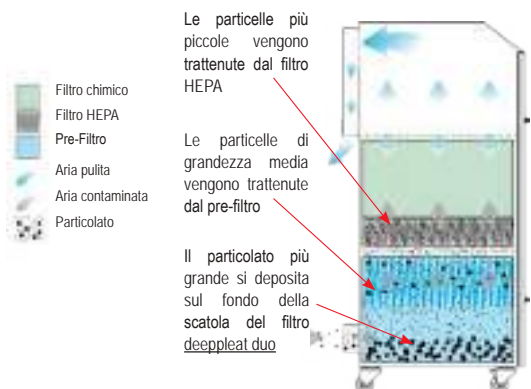 Le particelle più
piccole vengono
trattenute dal filtro
HEPA
Filtro chimico
Filtro HEPA
Pre-Filtro
Aria pulita
Aria contaminata
Particolato
Le particelle di
grandezza media
vengono trattenute
dal pre-filtro
Il particolato più
grande si deposita
sul fondo della
scatola del filtro
deeppleat duo